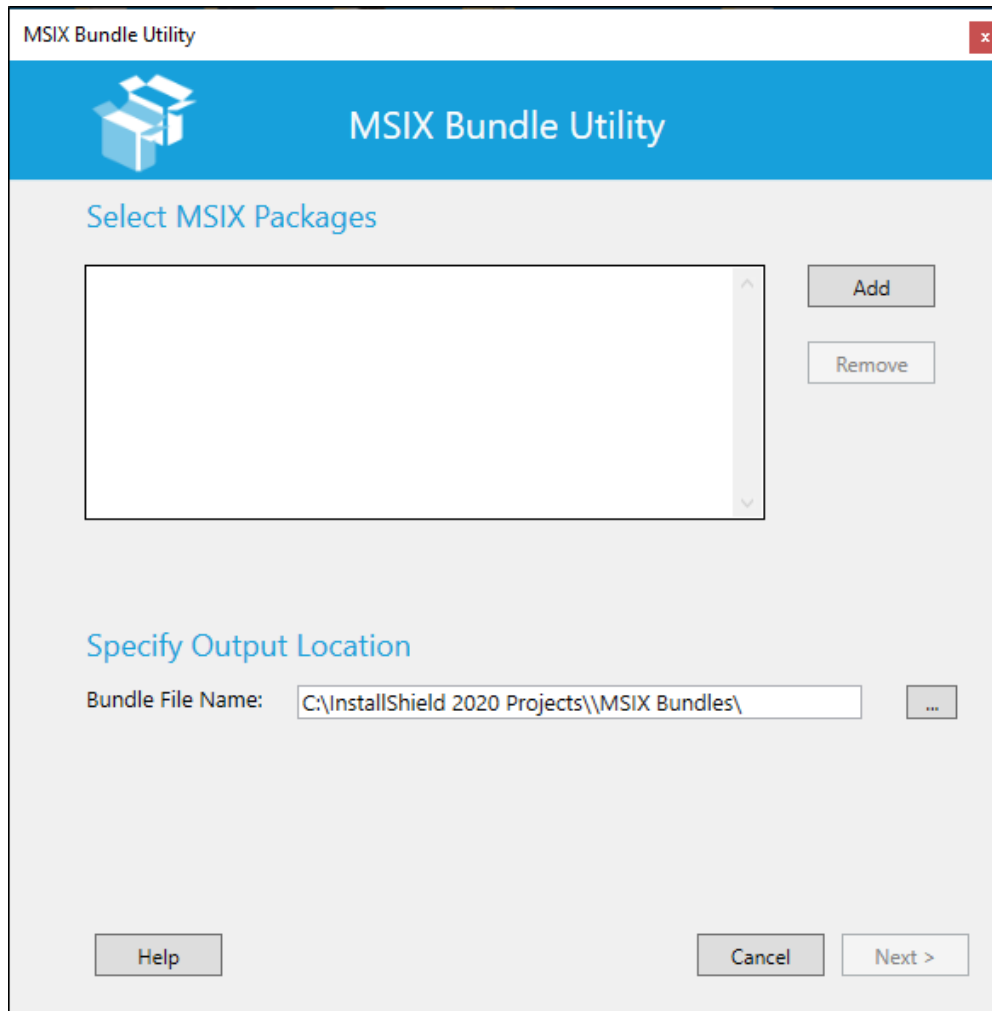 MSIX Bundle Utility
x
MSIX Bundle Utility
Select MSIX Packages
Add
Remove
Specify Output Location
Bundle File Name: C:\InstallShield 2020 Projects\\MSIX Bundles\ ...
Help Cancel Next >